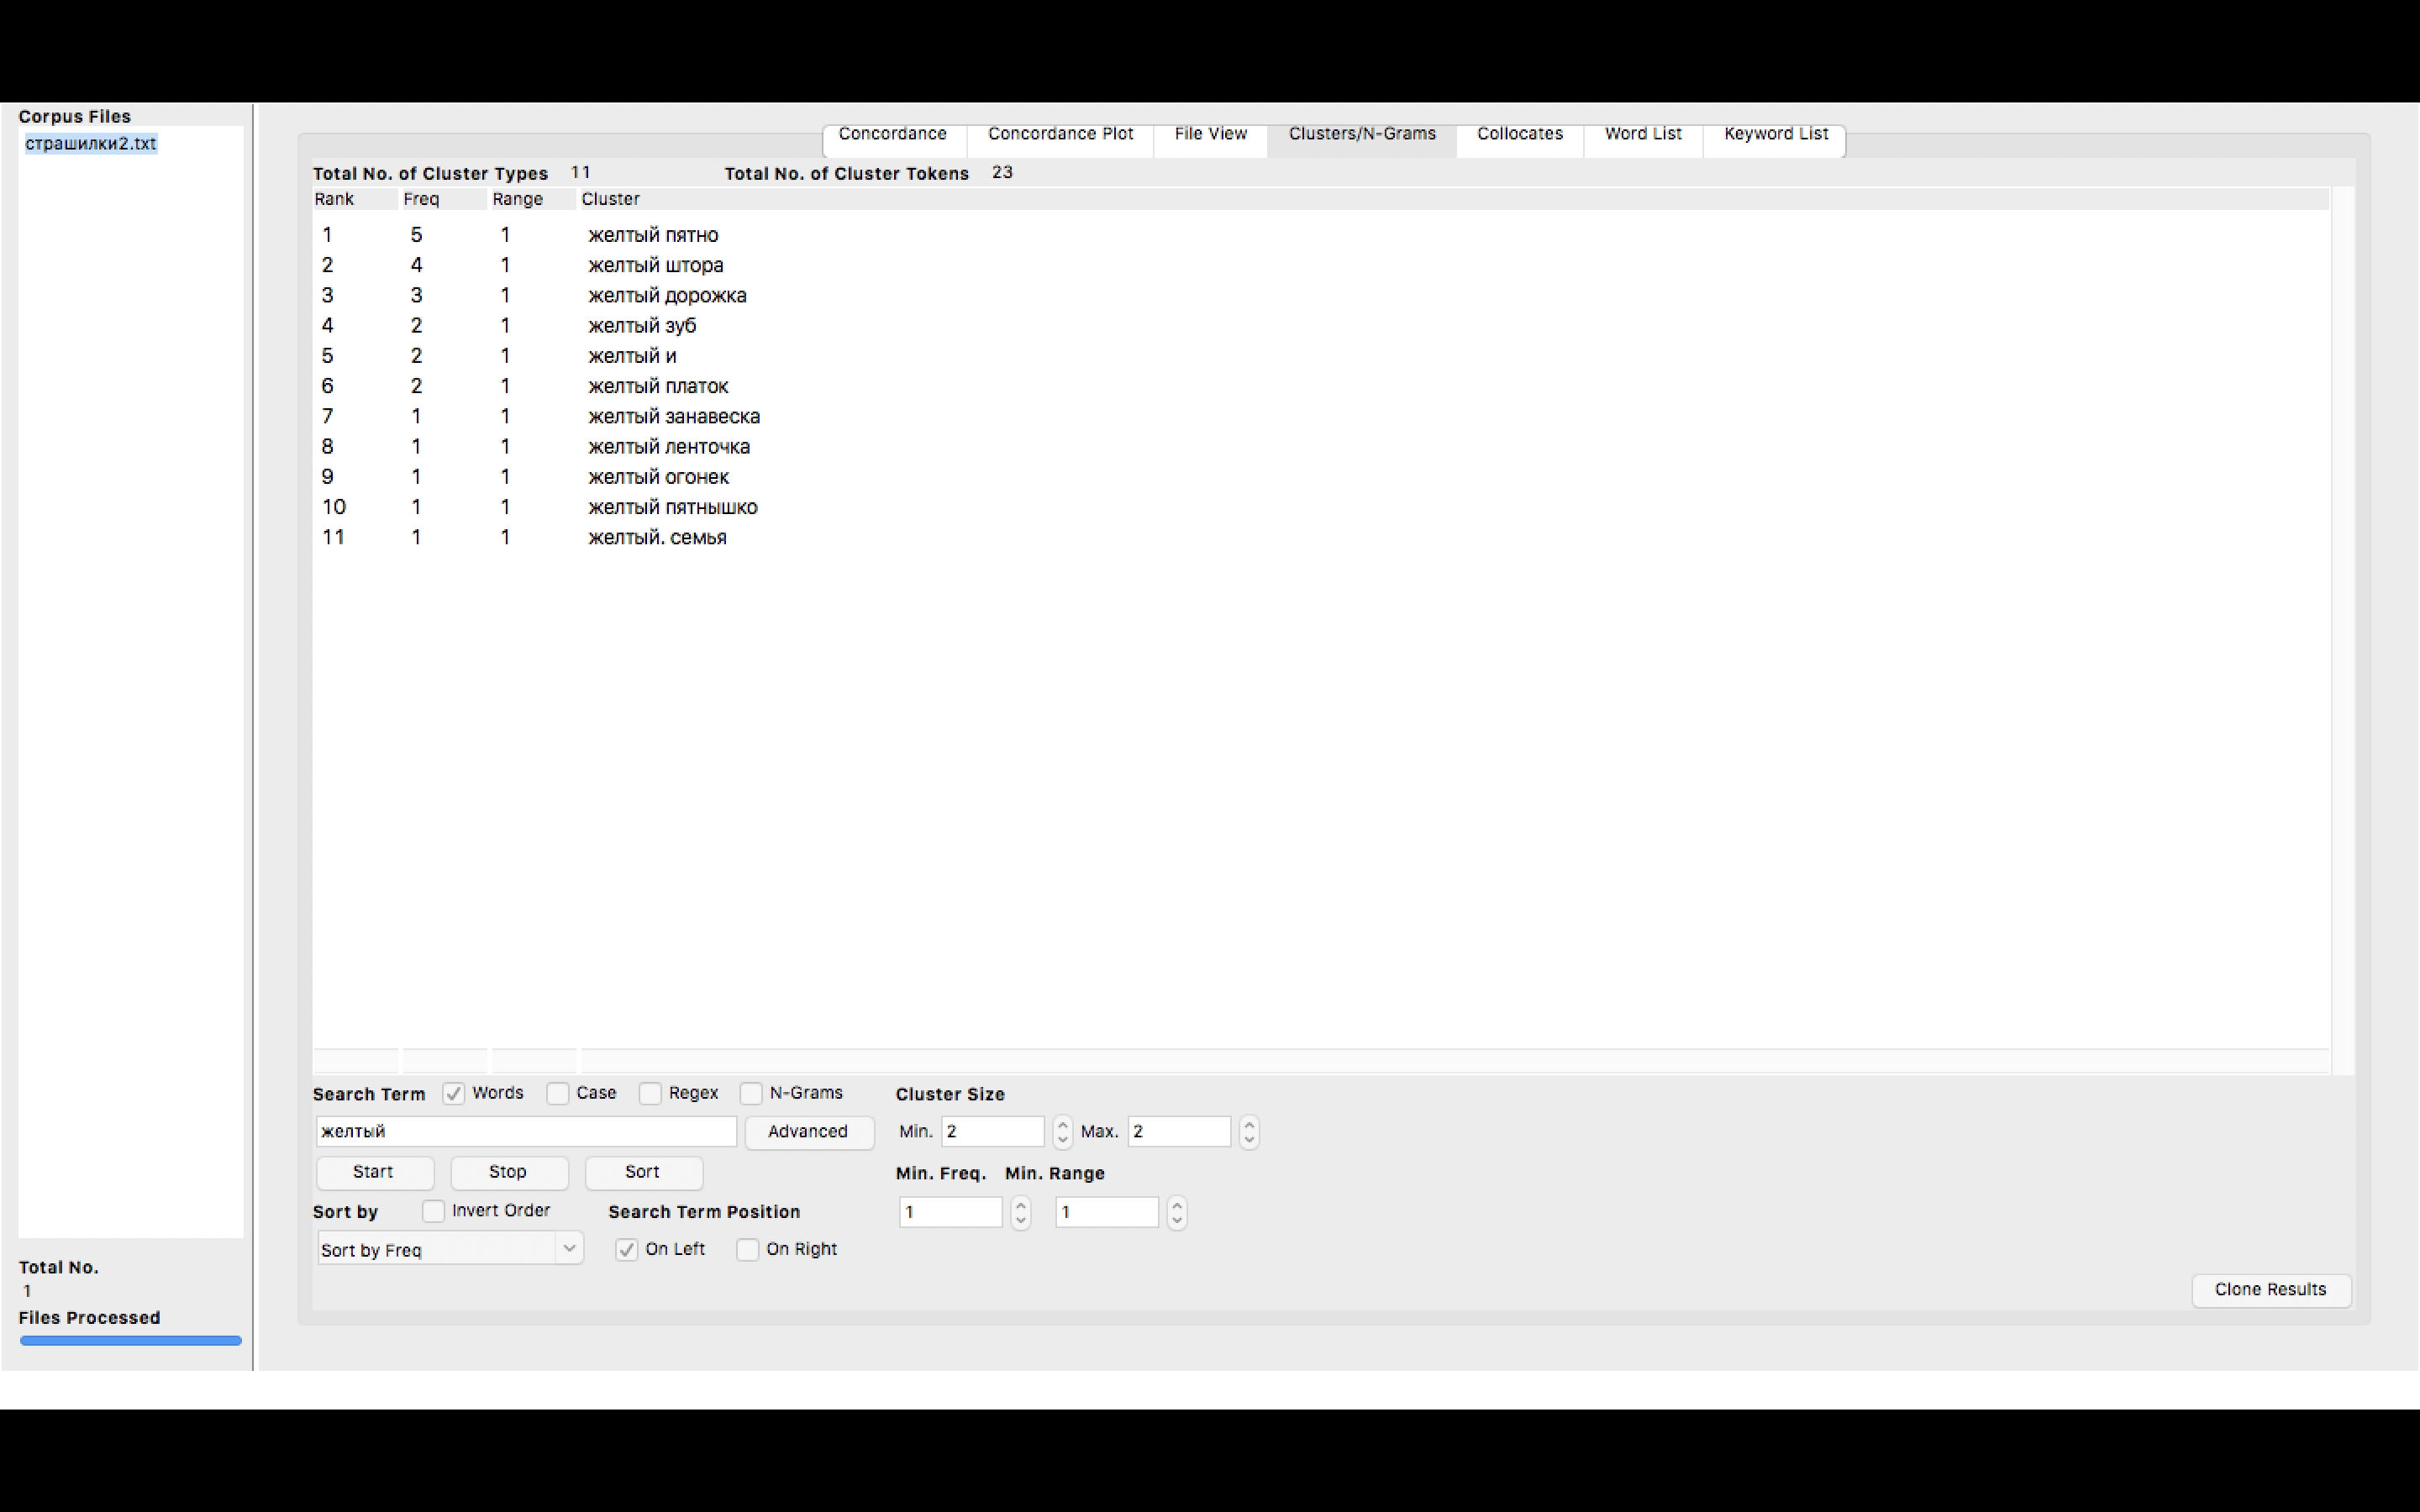 Corpus Files
страшилки2.txt
Concordance Concordance Plot File View Clusters/N-Grams Collocates Word List Keyword List
Total No. of Cluster Types 11 Total No. of Cluster Tokens 23
Rank Freq Range Cluster
1 5 1 желтый пятно
2 4 1 желтый штора
3 3 1 желтый дорожка
4 2 1 желтый зуб
5 2 1 желтый и
6 2 1 желтый платок
7 1 1 желтый занавеска
8 1 1 желтый ленточка
9 1 1 желтый огонек
10 1 1 желтый пятнышко
11 1 1 желтый. семья
Search Term Words Case Regex N-Grams Cluster Size
желтый Advanced Min. 2 Max. 2
Start Stop Sort Min. Freq. Min. Range
Sort by Invert Order Search Term Position 1 1
Sort by Freq On Left On Right
Total No.
1
Files Processed
Clone Results